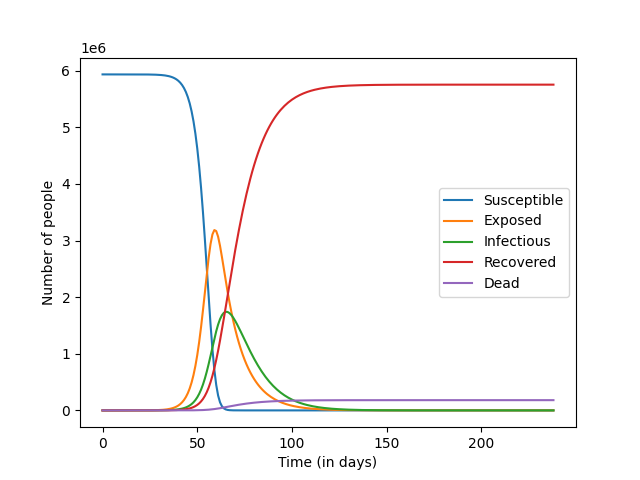 1e6
6
5
4
3
2
1
0
Number of people
Susceptible
Exposed
Infectious
Recovered
Dead
0 50 100 150 200
Time (in days)